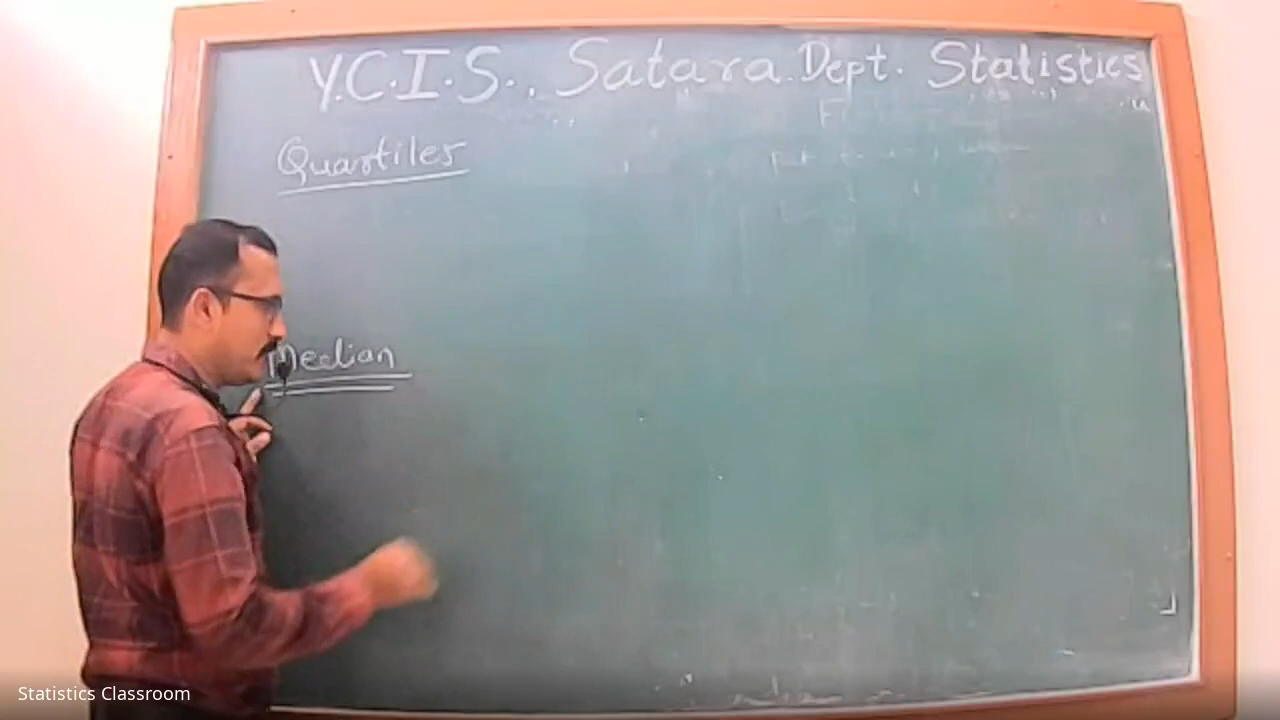 Y.C.I.S., Satara. Dept. Statistics
Quartiles
Median
Statistics Classroom